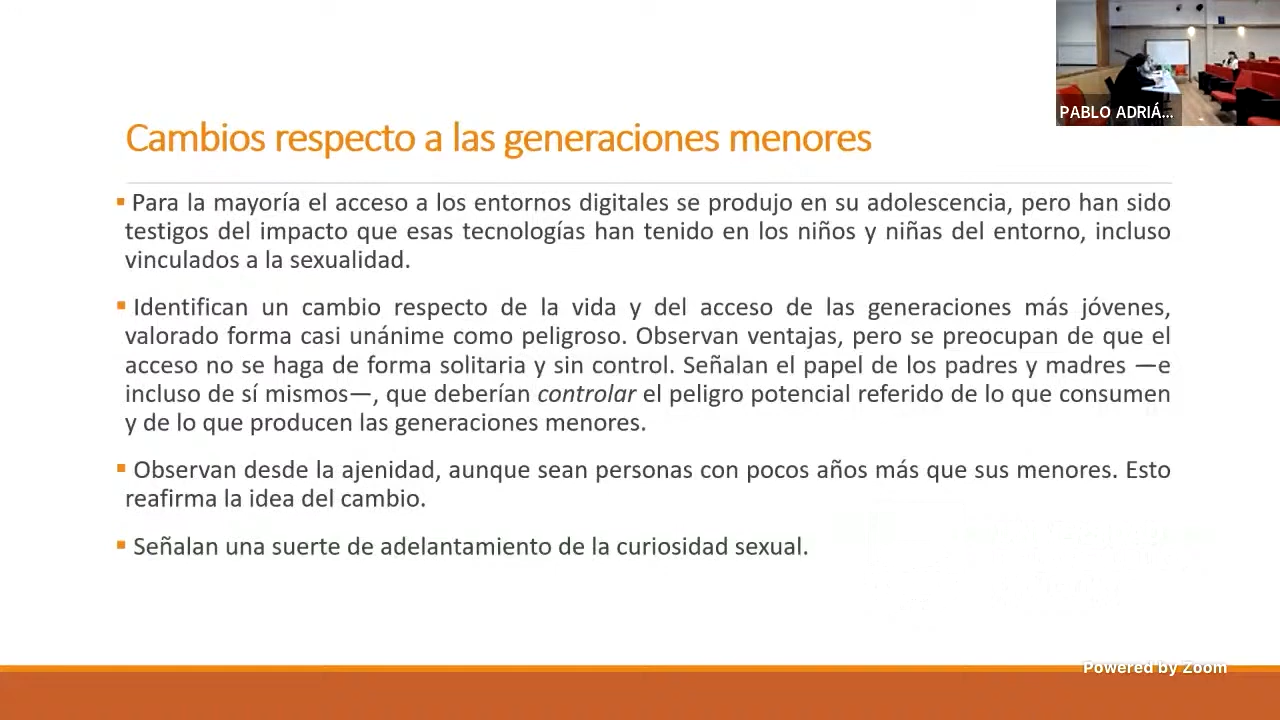 PABLO ADRIÁ...
Cambios respecto a las generaciones menores
▪ Para la mayoría el acceso a los entornos digitales se produjo en su adolescencia, pero han sido
testigos del impacto que esas tecnologías han tenido en los niños y niñas del entorno, incluso
vinculados a la sexualidad.
▪ Identifican un cambio respecto de la vida y del acceso de las generaciones más jóvenes,
valorado forma casi unánime como peligroso. Observan ventajas, pero se preocupan de que el
acceso no se haga de forma solitaria y sin control. Señalan el papel de los padres y madres —e
incluso de sí mismos—, que deberían controlar el peligro potencial referido de lo que consumen
y de lo que producen las generaciones menores.
▪ Observan desde la ajenidad, aunque sean personas con pocos años más que sus menores. Esto
reafirma la idea del cambio.
▪ Señalan una suerte de adelantamiento de la curiosidad sexual.
Powered by Zoom